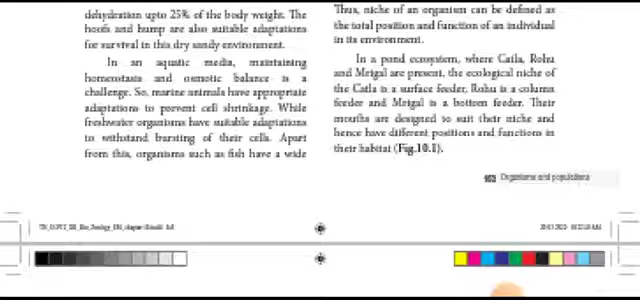 dehydration upto 25% of the body weight. The
hoofs and hump are also suitable adaptations
for survival in this dry sandy environment.
In an aquatic media, maintaining
homeostasis and osmotic balance is a
challenge. So, marine animals have appropriate
adaptations to prevent cell shrinkage. While
freshwater organisms have suitable adaptations
to withstand bursting of their cells. Apart
from this, organisms such as fish have a wide
Thus, niche of an organism can be defined as
the total position and function of an individual
in its environment.
In a pond ecosystem, where Catla, Rohu
and Mrigal are present, the ecological niche of
the Catla is a surface feeder, Rohu is a column
feeder and Mrigal is a bottom feeder. Their
mouths are designed to suit their niche and
hence have different positions and functions in
their habitat (Fig.10.1).
Organisms and populations